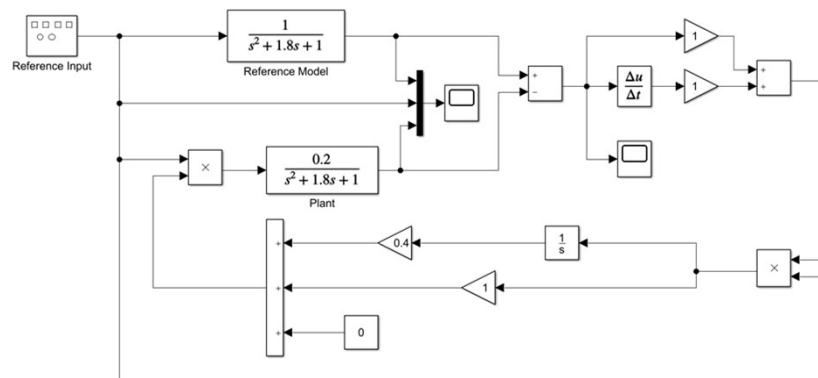 Reference Input
1
s² + 1.8s + 1
Reference Model
+
−
1
Δu
Δt
1
+
+
×
0.2
s² + 1.8s + 1
Plant
+
0.4
1
s
×
+
1
+
0